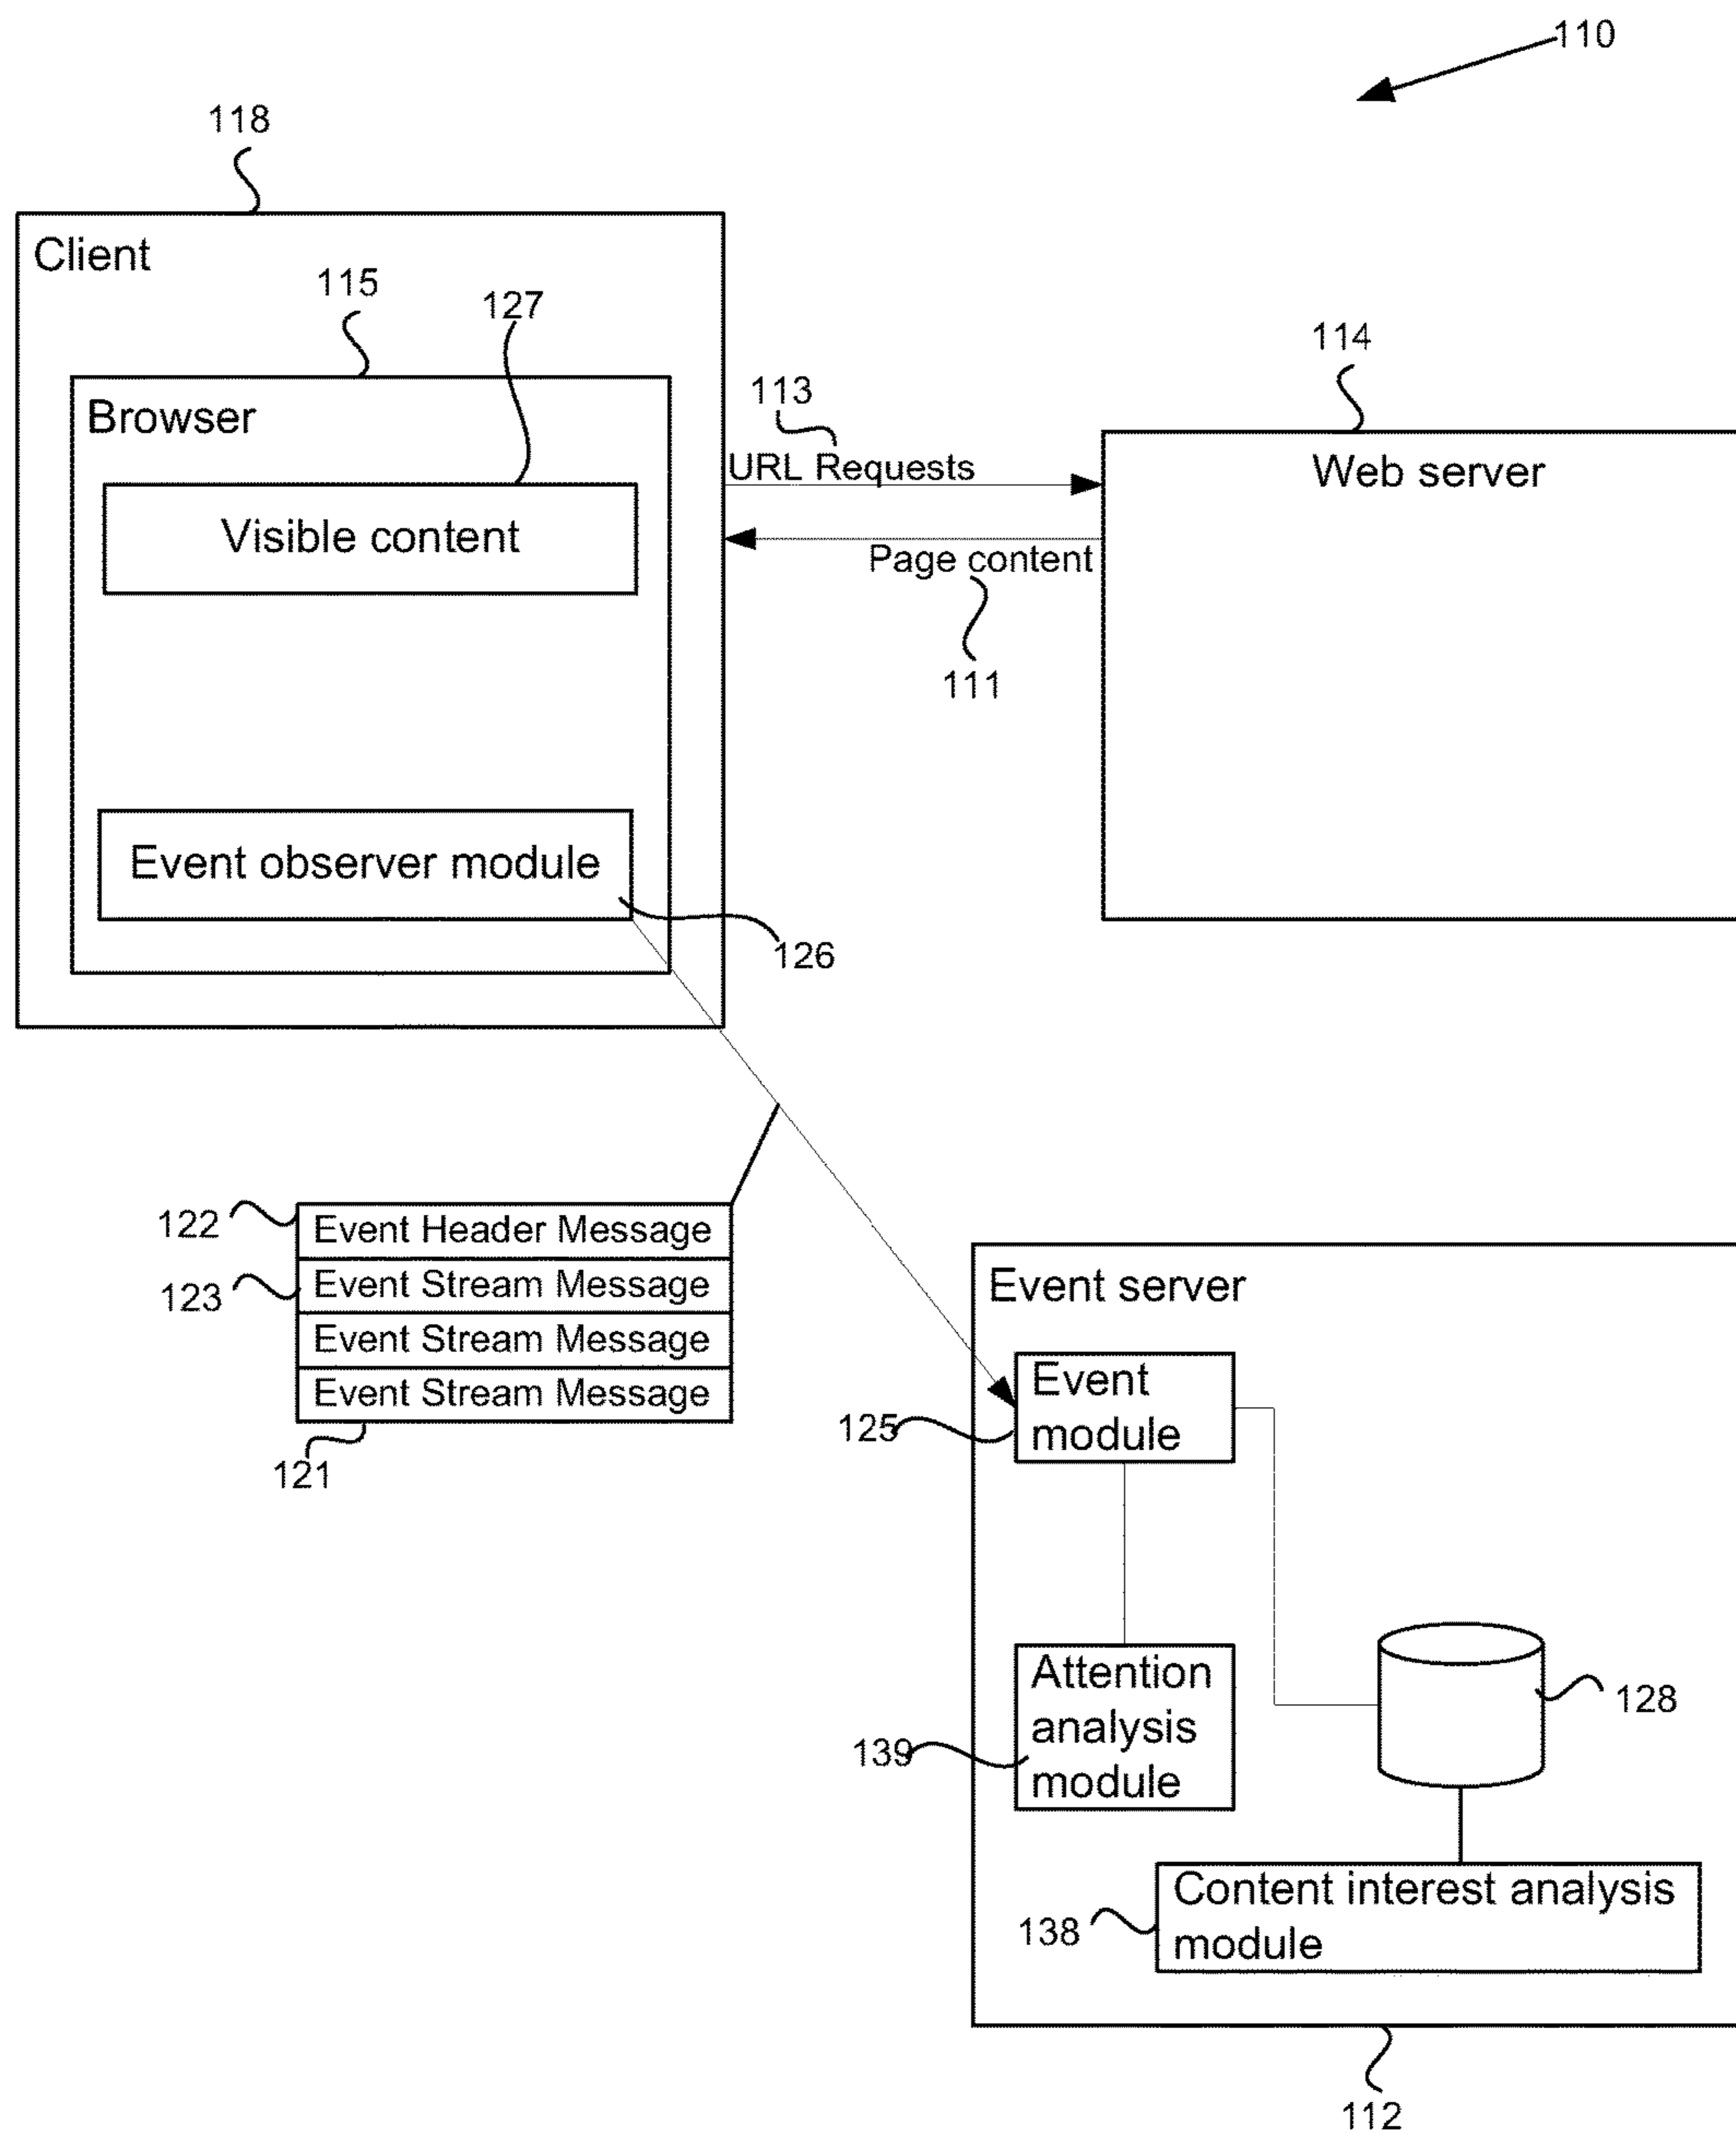 110
118
Client
115
127
Browser
Visible content
113
URL Requests
114
Web server
Page content
111
Event observer module
126
122
Event Header Message
123
Event Stream Message
Event Stream Message
Event Stream Message
121
Event server
Event
module
125
Attention
analysis
module
139
128
Content interest analysis
module
138
112